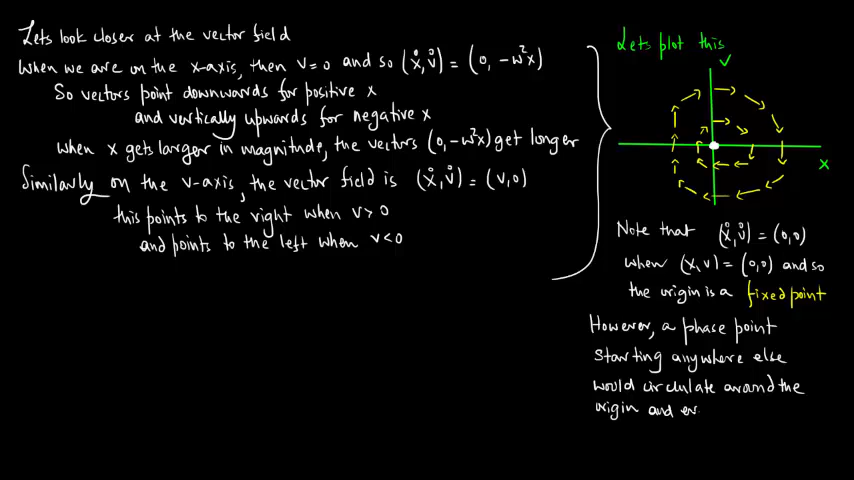 Lets look closer at the vector field
When we are on the x-axis, then v=0 and so (ẋ, v̇) = (0, -ω²x)
So vectors point downwards for positive x
and vertically upwards for negative x
when x gets larger in magnitude, the vectors (0, -ω²x) get longer
Similarly on the v-axis, the vector field is (ẋ, v̇) = (v, 0)
this points to the right when v > 0
and points to the left when v < 0
Lets plot this
v
x
Note that (ẋ, v̇) = (0, 0)
when (x, v) = (0, 0) and so
the origin is a fixed point
However, a phase point
starting anywhere else
would circulate around the
origin and ev